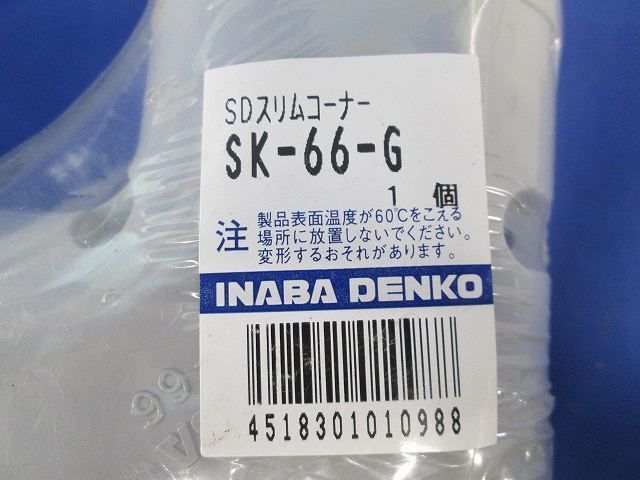 SDスリムコーナー
SK-66-G
1 個
注 製品表面温度が60℃をこえる
場所に放置しないでください。
変形するおそれがあります。
INABA DENKO
4518301010988
66